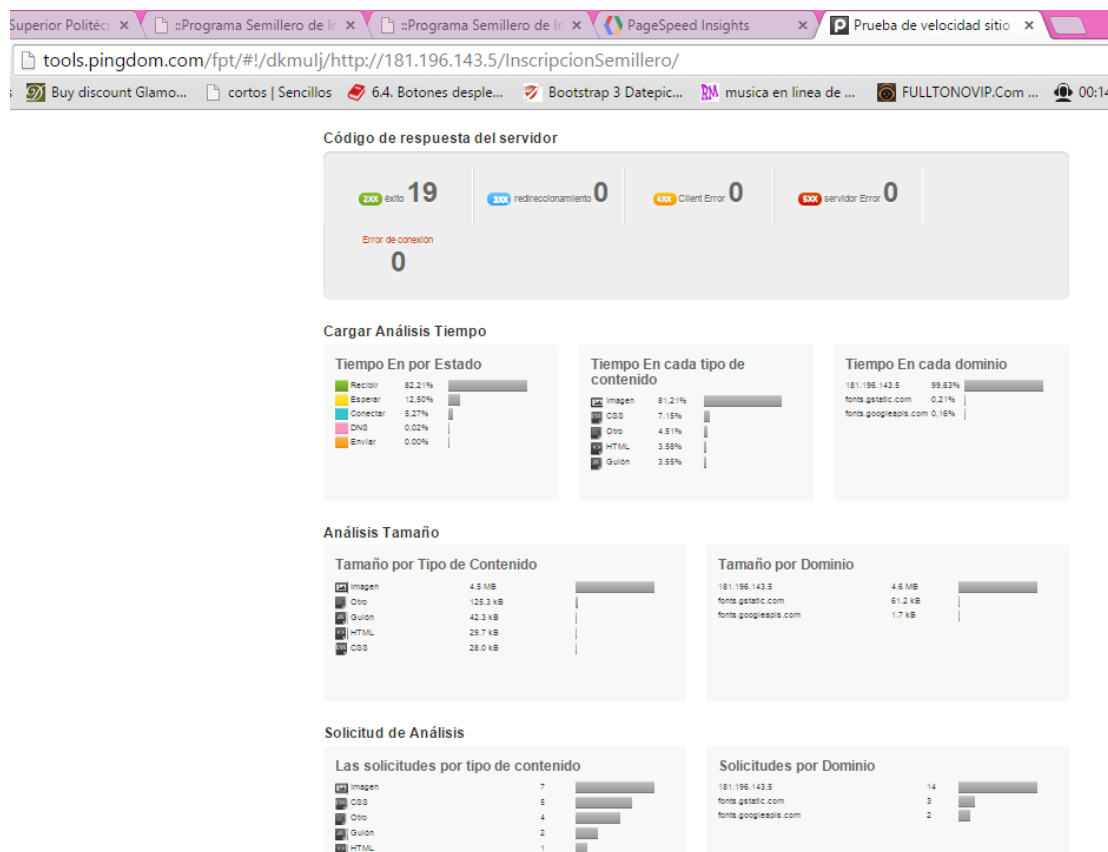 Superior Politécr × ::Programa Semillero de Ir × ::Programa Semillero de Ir × PageSpeed Insights × Prueba de velocidad sitio ×
tools.pingdom.com/fpt/#!/dkmuIj/http://181.196.143.5/InscripcionSemillero/
Buy discount Glamo... cortos | Sencillos 6.4. Botones desple... Bootstrap 3 Datepic... RM musica en linea de ... FULLTONOVIP.Com ... 00:14
Código de respuesta del servidor
2XX éxito 19 3XX redireccionamiento 0 4XX Client Error 0 5XX servidor Error 0
Error de conexión
0
Cargar Análisis Tiempo
Tiempo En por Estado
Recibir 82,21%
Esperar 12,50%
Conectar 5,27%
DNS 0,02%
Enviar 0.00%
Tiempo En cada tipo de
contenido
Imagen 81,21%
CSS 7.15%
Otro 4.51%
HTML 3.58%
Guión 3.55%
Tiempo En cada dominio
181.196.143.5 99,63%
fonts.gstatic.com 0,21%
fonts.googleapis.com 0,16%
Análisis Tamaño
Tamaño por Tipo de Contenido
Imagen 4.5 MB
Otro 125.3 kB
Guión 42.3 kB
HTML 29.7 kB
CSS 28.0 kB
Tamaño por Dominio
181.196.143.5 4.6 MB
fonts.gstatic.com 61.2 kB
fonts.googleapis.com 1.7 kB
Solicitud de Análisis
Las solicitudes por tipo de contenido
Imagen 7
CSS 5
Otro 4
Guión 2
HTML 1
Solicitudes por Dominio
181.196.143.5 14
fonts.gstatic.com 3
fonts.googleapis.com 2